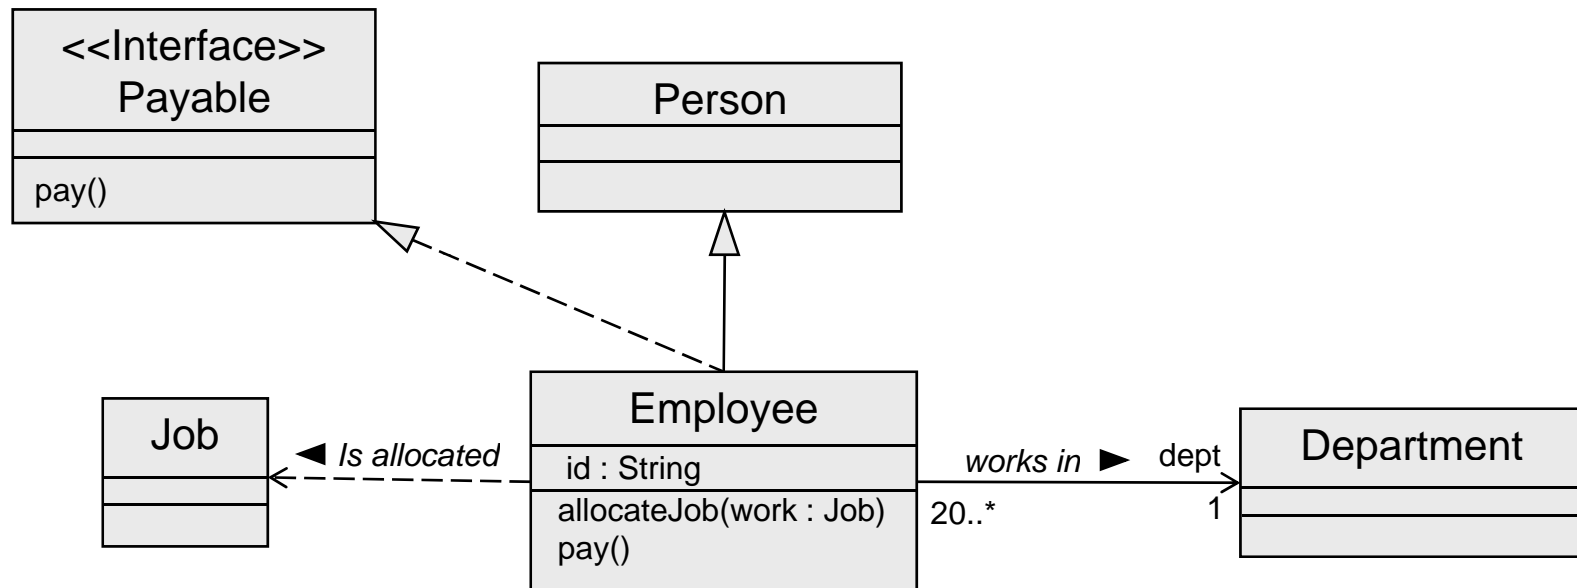 <<Interface>>
Payable
pay()
Person
Job
◄ Is allocated
Employee
id : String
allocateJob(work : Job)
pay()
works in ►
dept
20..*
1
Department